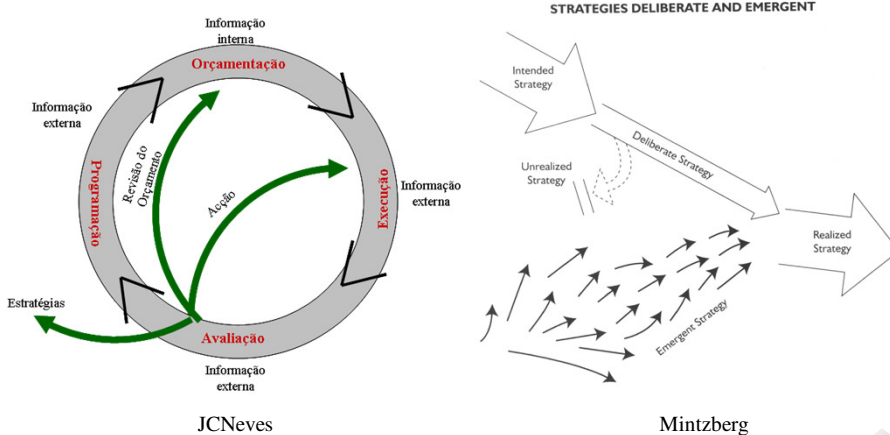 STRATEGIES DELIBERATE AND EMERGENT
Informação
interna
Orçamentação
Informação
externa
Revisão do
Orçamento
Programação
Acção
Execução
Informação
externa
Estratégias
Avaliação
Informação
externa
JCNeves
Intended
Strategy
Deliberate Strategy
Unrealized
Strategy
Realized
Strategy
Emergent Strategy
Mintzberg